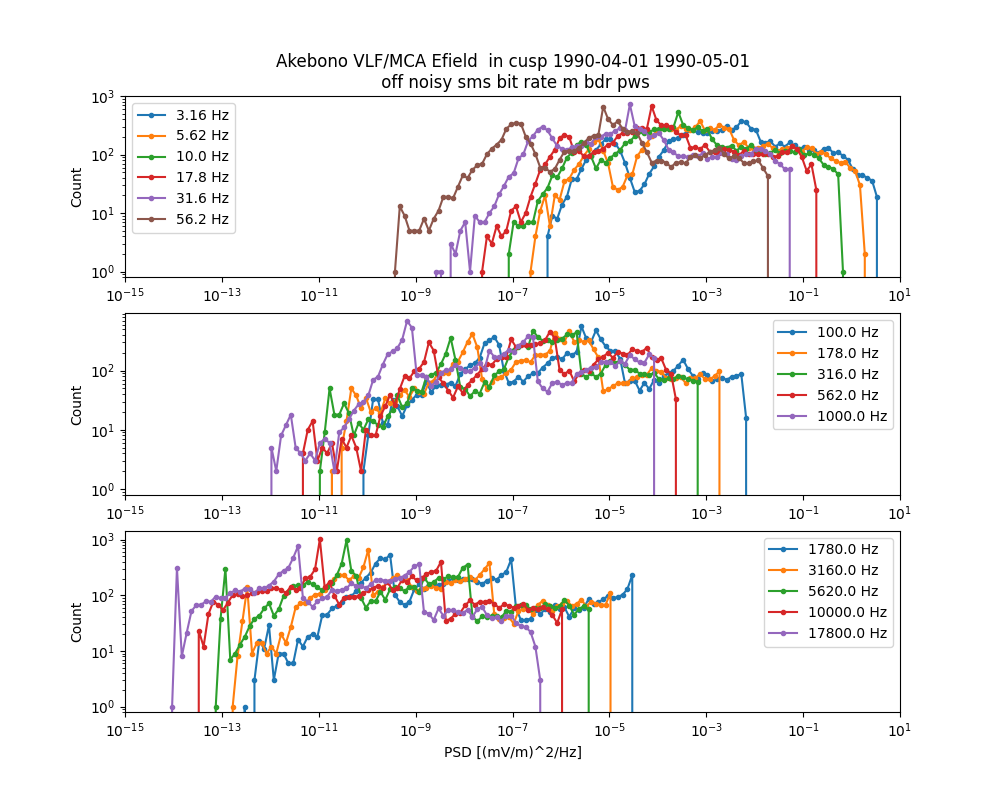 Akebono VLF/MCA Efield  in cusp 1990-04-01 1990-05-01
off noisy sms bit rate m bdr pws
Count
10^3
10^2
10^1
10^0
3.16 Hz
5.62 Hz
10.0 Hz
17.8 Hz
31.6 Hz
56.2 Hz
10^-15
10^-13
10^-11
10^-9
10^-7
10^-5
10^-3
10^-1
10^1
Count
10^2
10^1
10^0
100.0 Hz
178.0 Hz
316.0 Hz
562.0 Hz
1000.0 Hz
10^-15
10^-13
10^-11
10^-9
10^-7
10^-5
10^-3
10^-1
10^1
Count
10^3
10^2
10^1
10^0
1780.0 Hz
3160.0 Hz
5620.0 Hz
10000.0 Hz
17800.0 Hz
10^-15
10^-13
10^-11
10^-9
10^-7
10^-5
10^-3
10^-1
10^1
PSD [(mV/m)^2/Hz]